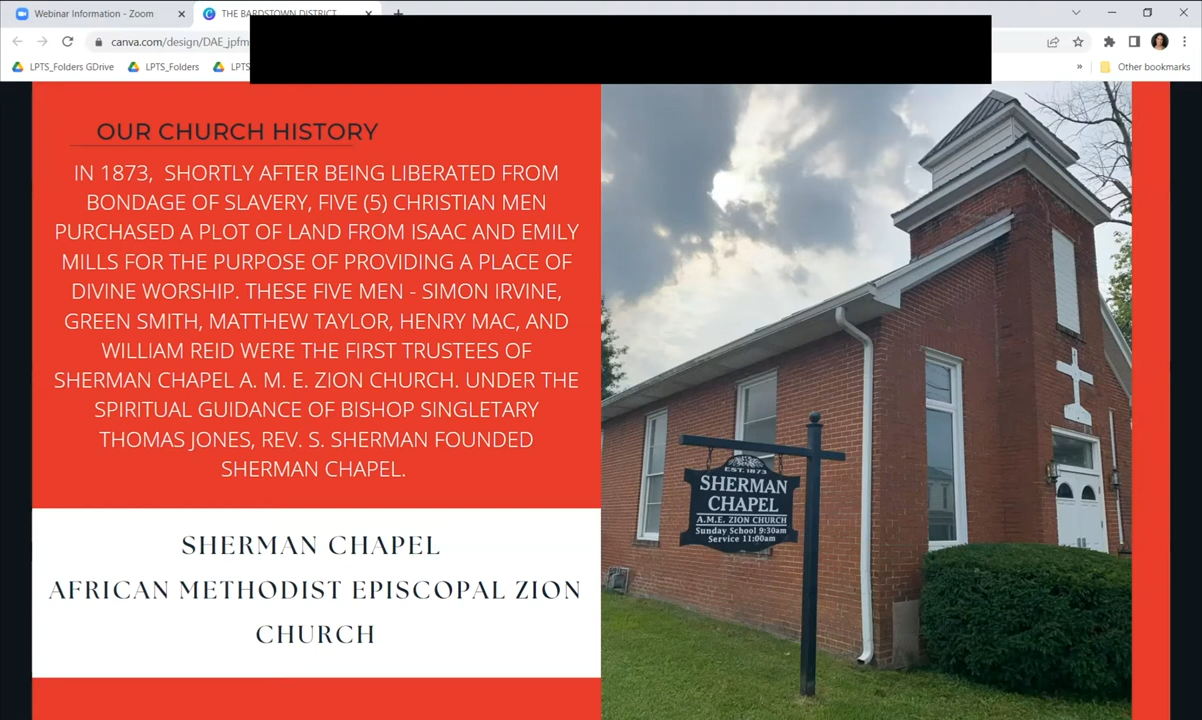 Webinar Information - Zoom
THE BARDSTOWN DISTRICT
canva.com/design/DAE_jpfm
LPTS_Folders GDrive
LPTS_Folders
LPTS
»
Other bookmarks
OUR CHURCH HISTORY
IN 1873, SHORTLY AFTER BEING LIBERATED FROM
BONDAGE OF SLAVERY, FIVE (5) CHRISTIAN MEN
PURCHASED A PLOT OF LAND FROM ISAAC AND EMILY
MILLS FOR THE PURPOSE OF PROVIDING A PLACE OF
DIVINE WORSHIP. THESE FIVE MEN - SIMON IRVINE,
GREEN SMITH, MATTHEW TAYLOR, HENRY MAC, AND
WILLIAM REID WERE THE FIRST TRUSTEES OF
SHERMAN CHAPEL A. M. E. ZION CHURCH. UNDER THE
SPIRITUAL GUIDANCE OF BISHOP SINGLETARY
THOMAS JONES, REV. S. SHERMAN FOUNDED
SHERMAN CHAPEL.
SHERMAN CHAPEL
AFRICAN METHODIST EPISCOPAL ZION
CHURCH
EST. 1873
SHERMAN
CHAPEL
A.M.E. ZION CHURCH
Sunday School 9:30am
Service 11:00am